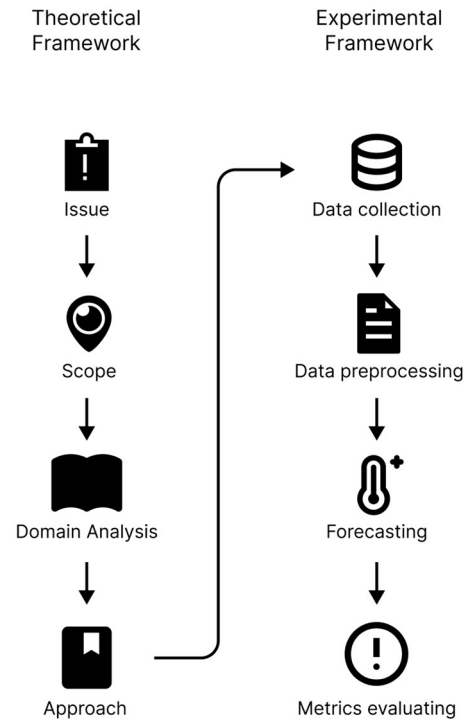 Theoretical
Framework
Issue
Scope
Domain Analysis
Approach
Experimental
Framework
Data collection
Data preprocessing
Forecasting
Metrics evaluating